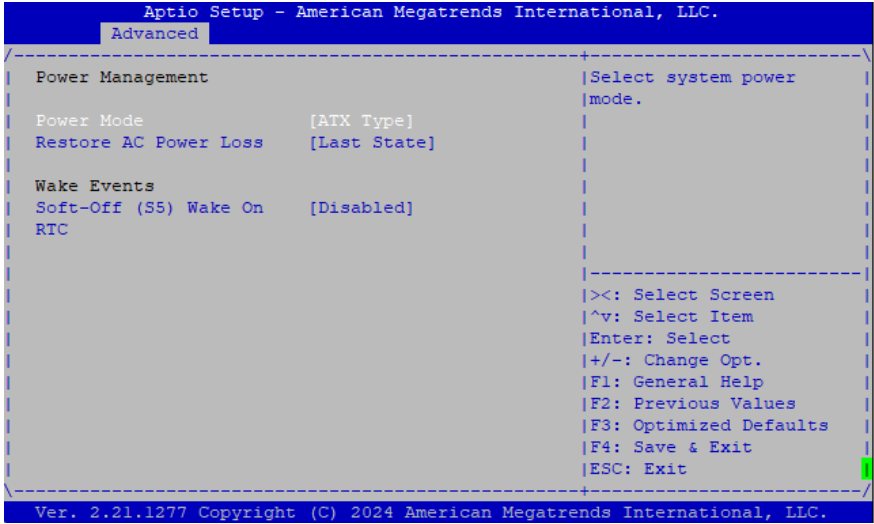 Aptio Setup - American Megatrends International, LLC.
Advanced
Power Management
Select system power
mode.
Power Mode [ATX Type]
Restore AC Power Loss [Last State]
Wake Events
Soft-Off (S5) Wake On [Disabled]
RTC
><: Select Screen
^v: Select Item
Enter: Select
+/-: Change Opt.
F1: General Help
F2: Previous Values
F3: Optimized Defaults
F4: Save & Exit
ESC: Exit
Ver. 2.21.1277 Copyright (C) 2024 American Megatrends International, LLC.